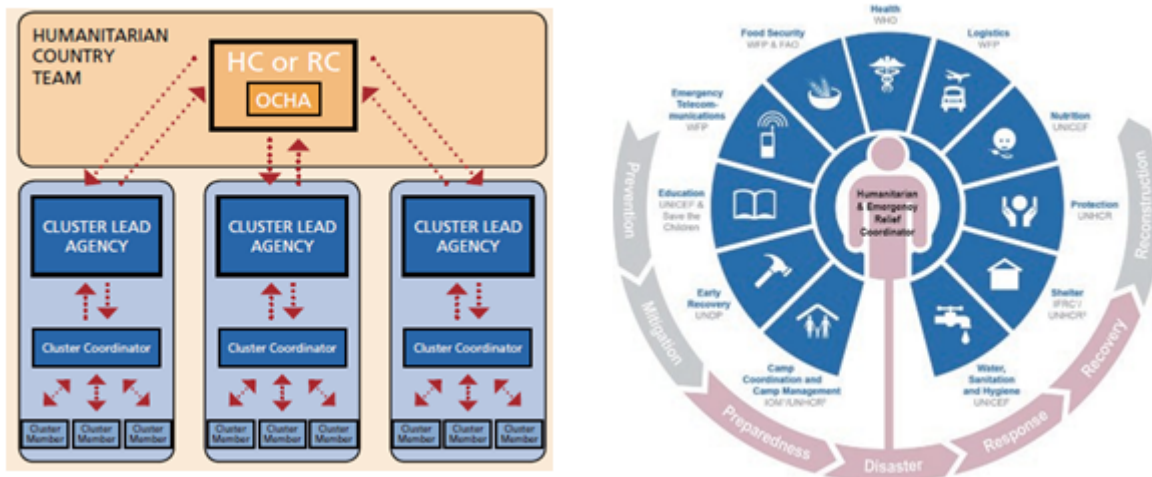 HUMANITARIAN
COUNTRY
TEAM
HC or RC
OCHA
CLUSTER LEAD
AGENCY
CLUSTER LEAD
AGENCY
CLUSTER LEAD
AGENCY
Cluster Coordinator
Cluster Coordinator
Cluster Coordinator
Cluster
Member
Cluster
Member
Cluster
Member
Cluster
Member
Cluster
Member
Cluster
Member
Cluster
Member
Cluster
Member
Cluster
Member
Health
WHO
Food Security
WFP & FAO
Logistics
WFP
Emergency
Telecom-
munications
WFP
Nutrition
UNICEF
Education
UNICEF &
Save the
Children
Humanitarian
& Emergency
Relief
Coordinator
Protection
UNHCR
Early
Recovery
UNDP
Shelter
IFRC¹/
UNHCR²
Camp
Coordination and
Camp Management
IOM¹/UNHCR²
Water,
Sanitation
and Hygiene
UNICEF
Prevention
Mitigation
Preparedness
Disaster
Response
Recovery
Reconstruction